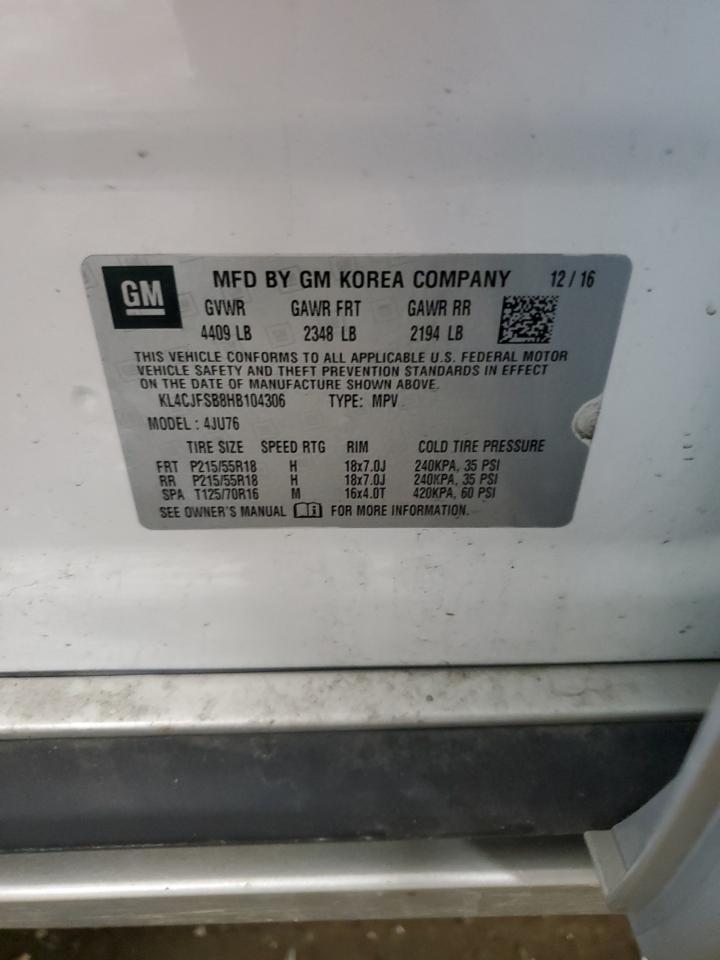 GM MFD BY GM KOREA COMPANY 12/16
GVWR GAWR FRT GAWR RR
4409 LB 2348 LB 2194 LB
THIS VEHICLE CONFORMS TO ALL APPLICABLE U.S. FEDERAL MOTOR
VEHICLE SAFETY AND THEFT PREVENTION STANDARDS IN EFFECT
ON THE DATE OF MANUFACTURE SHOWN ABOVE.
KL4CJFSB8HB104306 TYPE: MPV
MODEL: 4JU76
TIRE SIZE SPEED RTG RIM COLD TIRE PRESSURE
FRT P215/55R18 H 18x7.0J 240KPA, 35 PSI
RR P215/55R18 H 18x7.0J 240KPA, 35 PSI
SPA T125/70R16 M 16x4.0T 420KPA, 60 PSI
SEE OWNER'S MANUAL i FOR MORE INFORMATION.